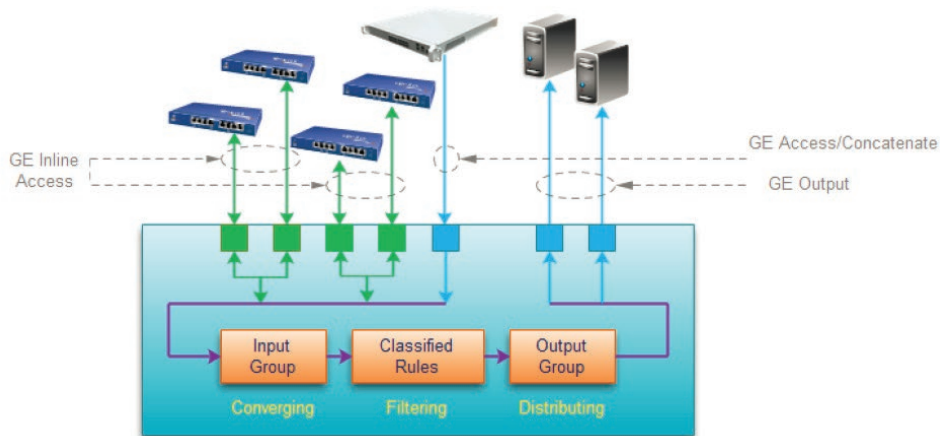 GE Inline
Access
GE Access/Concatenate
GE Output
Input
Group
Classified
Rules
Output
Group
Converging
Filtering
Distributing